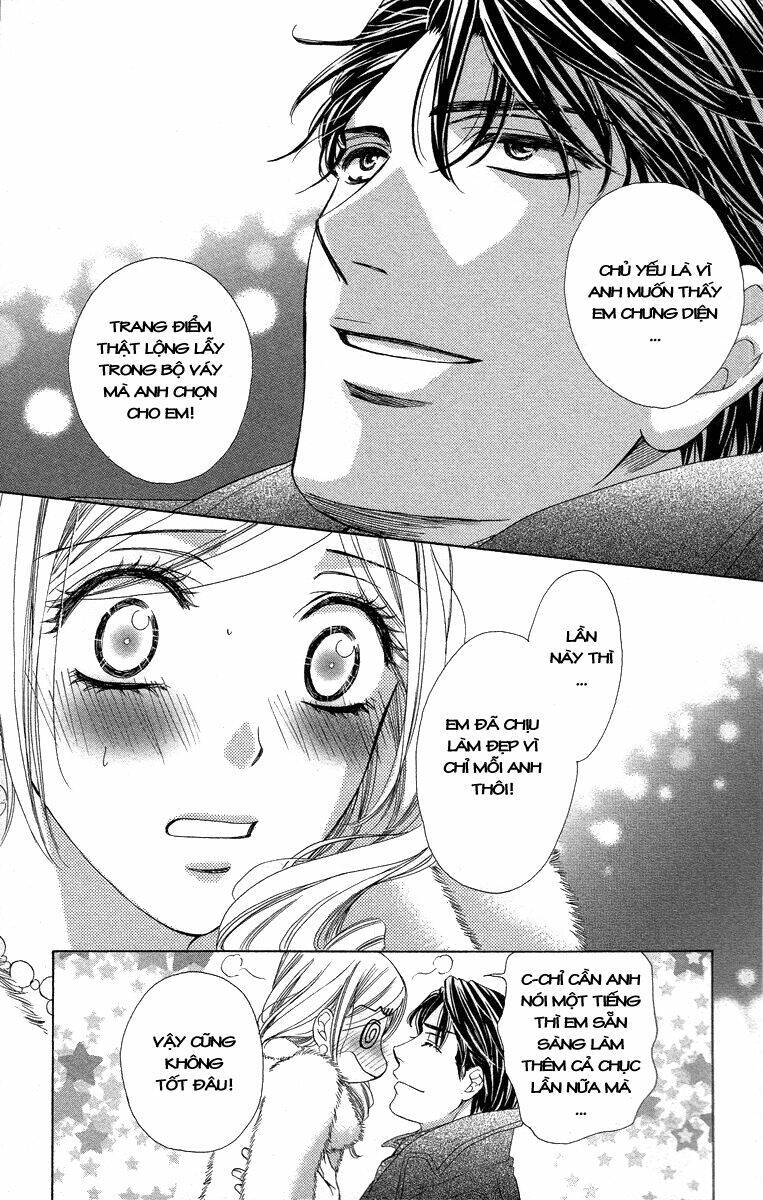 CHỦ YẾU LÀ VÌ
ANH MUỐN THẤY
EM CHƯNG DIỆN
...
TRANG ĐIỂM
THẬT LỘNG LẪY
TRONG BỘ VÁY
MÀ ANH CHỌN
CHO EM!
LẦN
NÀY THÌ
...
EM ĐÃ CHỊU
LÀM ĐẸP VÌ
CHỈ MỖI ANH
THÔI!
C-CHỈ CẦN ANH
NÓI MỘT TIẾNG
THÌ EM SẴN
SÀNG LÀM
THÊM CẢ CHỤC
LẦN NỮA MÀ
...
VẬY CŨNG
KHÔNG
TỐT ĐÂU!